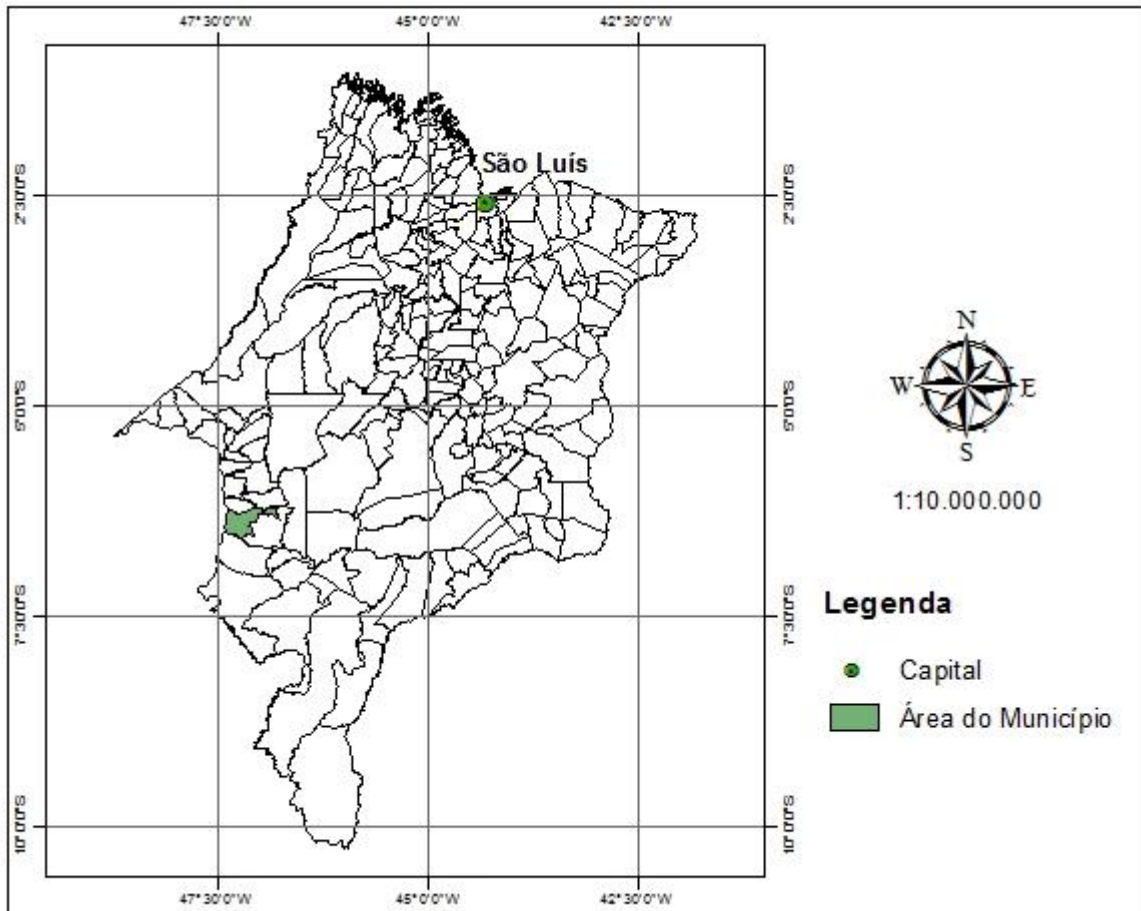 47°30'0"W 45°0'0"W 42°30'0"W
São Luís
2°30'0"S 2°30'0"S
N
W E
S
5°0'0"S 5°0'0"S
1:10.000.000
Legenda
7°30'0"S 7°30'0"S
Capital
Área do Município
10°0'0"S 10°0'0"S
47°30'0"W 45°0'0"W 42°30'0"W